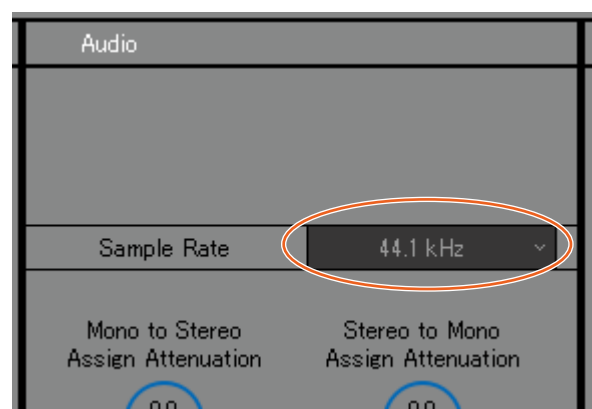 Audio
Sample Rate 44.1 kHz
Mono to Stereo Stereo to Mono
Assign Attenuation Assign Attenuation